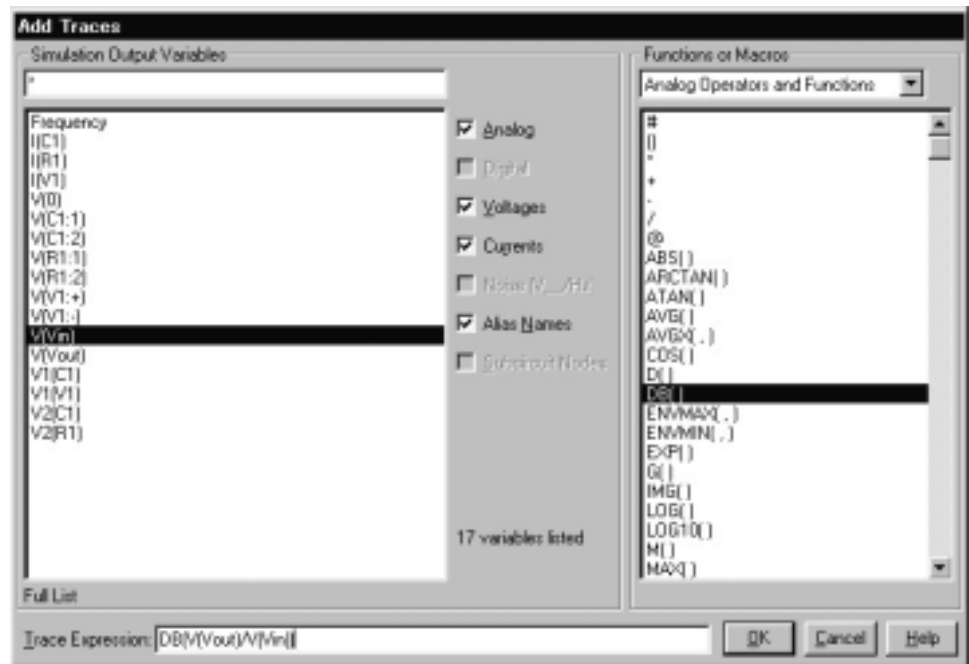 Add Traces
Simulation Output Variables
*
Frequency
I(C1)
I(R1)
I(V1)
V(0)
V(C1:1)
V(C1:2)
V(R1:1)
V(R1:2)
V(V1:+)
V(V1:-)
V(Vin)
V(Vout)
V1(C1)
V1(V1)
V2(C1)
V2(R1)
Full List
Analog
Digital
Voltages
Currents
Noise (V__/Hz)
Alias Names
Subcircuit Nodes
17 variables listed
Functions or Macros
Analog Operators and Functions
#
()
*
+
-
/
@
ABS( )
ARCTAN( )
ATAN( )
AVG( )
AVGX( , )
COS( )
D( )
DB( )
ENVMAX( , )
ENVMIN( , )
EXP( )
G( )
IMG( )
LOG( )
LOG10( )
M( )
MAX( )
Trace Expression: DB(V(Vout)/V(Vin))
OK Cancel Help